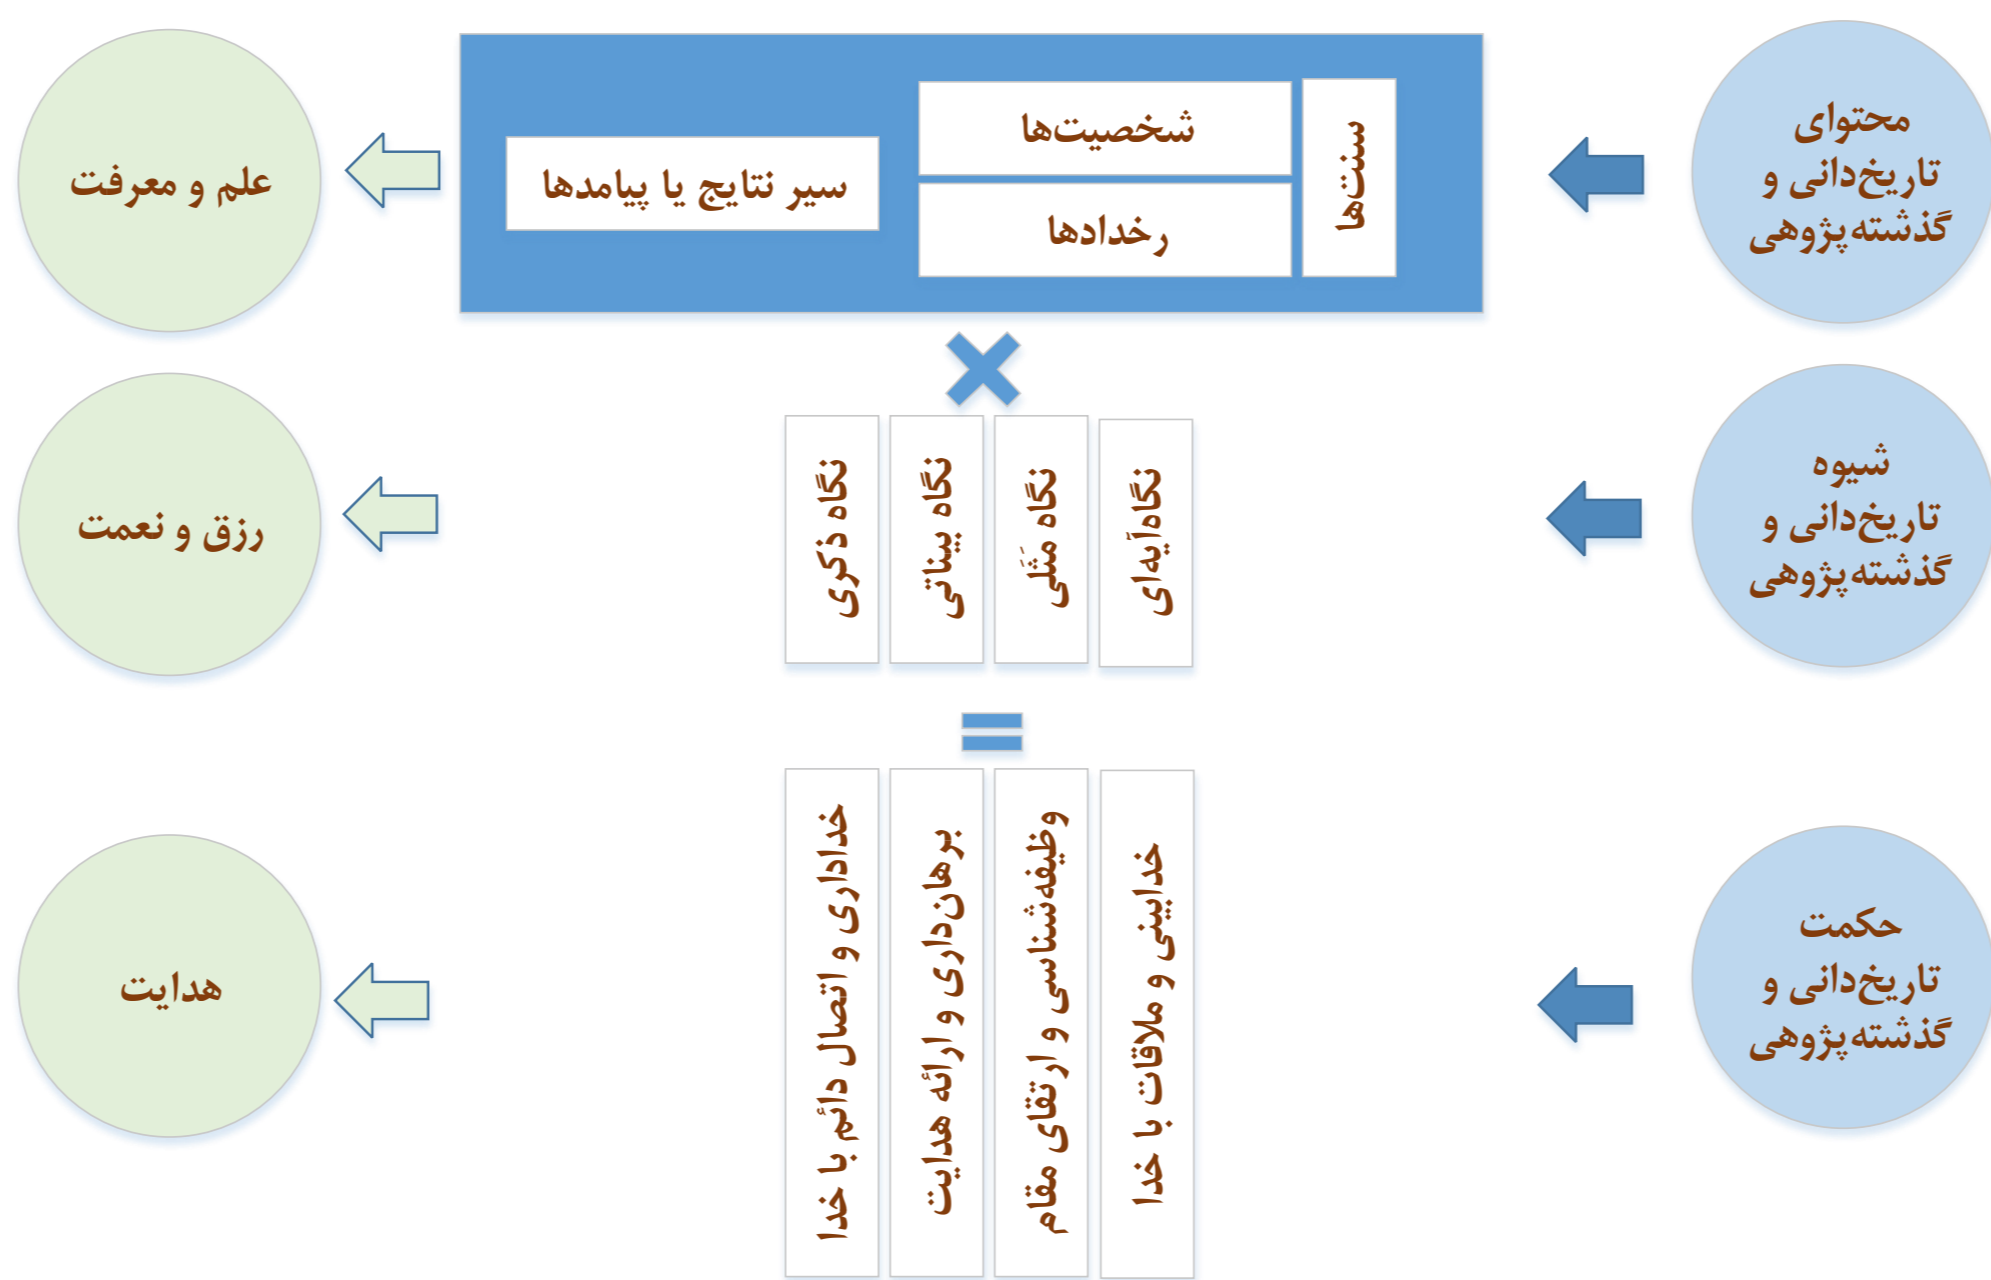 محتوای
تاریخ‌دانی و
گذشته‌پژوهی
سنت‌ها
شخصیت‌ها
رخدادها
سیر نتایج یا پیامدها
علم و معرفت
شیوه
تاریخ‌دانی و
گذشته‌پژوهی
نگاه‌آیه‌ای
نگاه مثَلی
نگاه بیناتی
نگاه ذکری
رزق و نعمت
حکمت
تاریخ‌دانی و
گذشته‌پژوهی
خدابینی و ملاقات با خدا
وظیفه‌شناسی و ارتقای مقام
برهان‌داری و ارائه هدایت
خداداری و اتصال دائم با خدا
هدایت